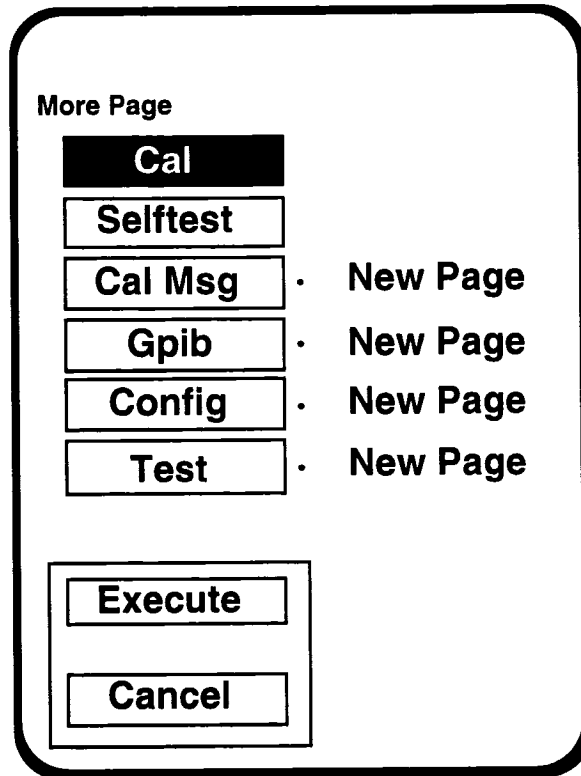 More Page
Cal
Selftest
Cal Msg . New Page
Gpib . New Page
Config . New Page
Test . New Page
Execute
Cancel